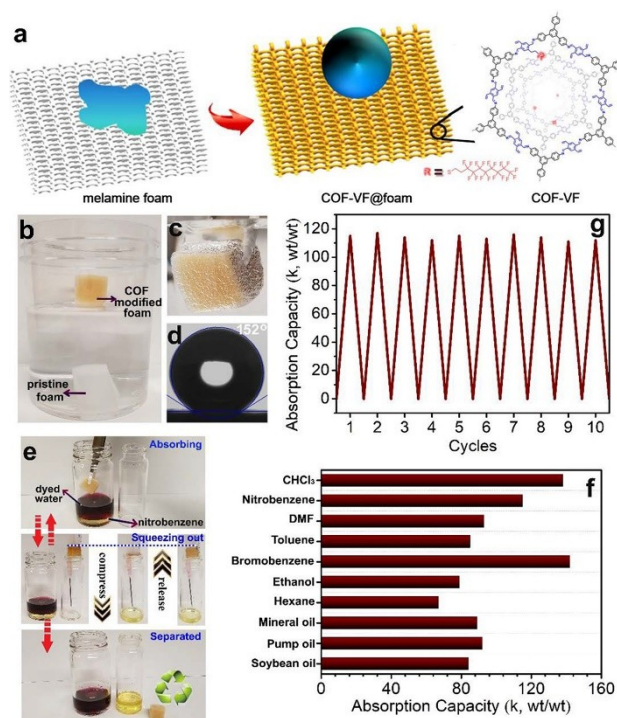 a
melamine foam
COF-VF@foam
COF-VF
R =
b
COF
modified
foam
pristine
foam
c
d
152°
g
Absorption Capacity (k, wt/wt)
120
100
80
60
40
20
0
1 2 3 4 5 6 7 8 9 10
Cycles
e
Absorbing
dyed
water
nitrobenzene
Squeezing out
compress
release
Separated
f
CHCl₃
Nitrobenzene
DMF
Toluene
Bromobenzene
Ethanol
Hexane
Mineral oil
Pump oil
Soybean oil
0 40 80 120 160
Absorption Capacity (k, wt/wt)